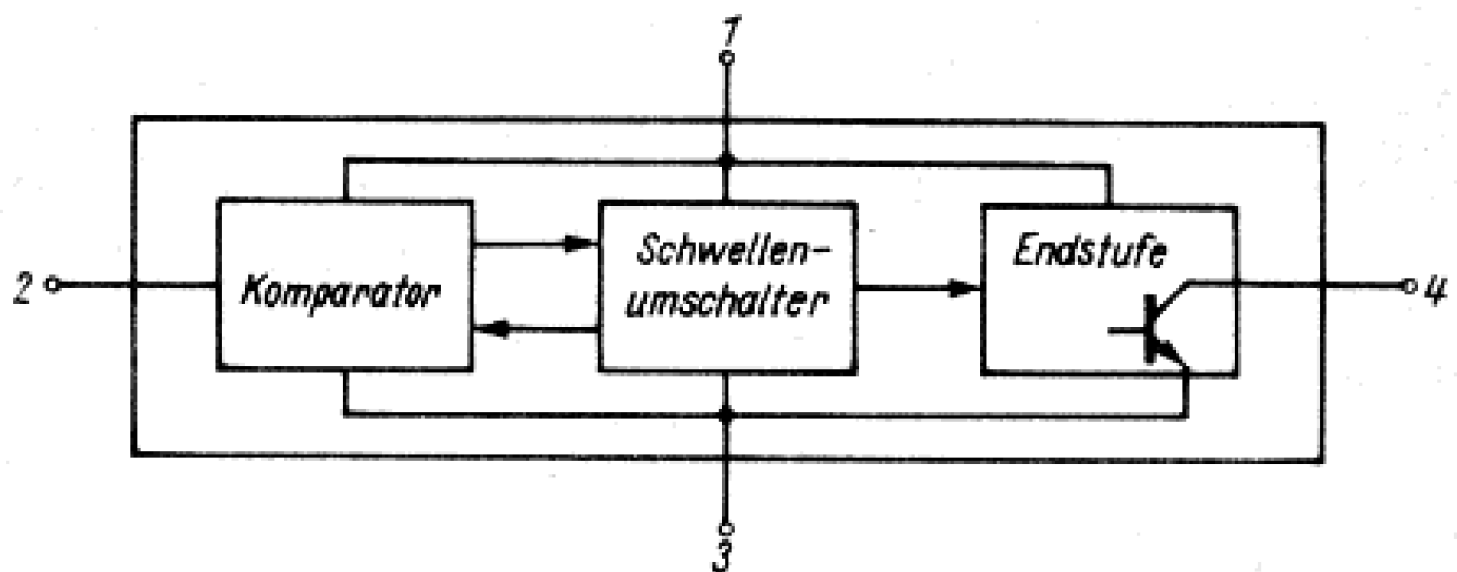 1
2
Komparator
Schwellen-
umschalter
Endstufe
4
3